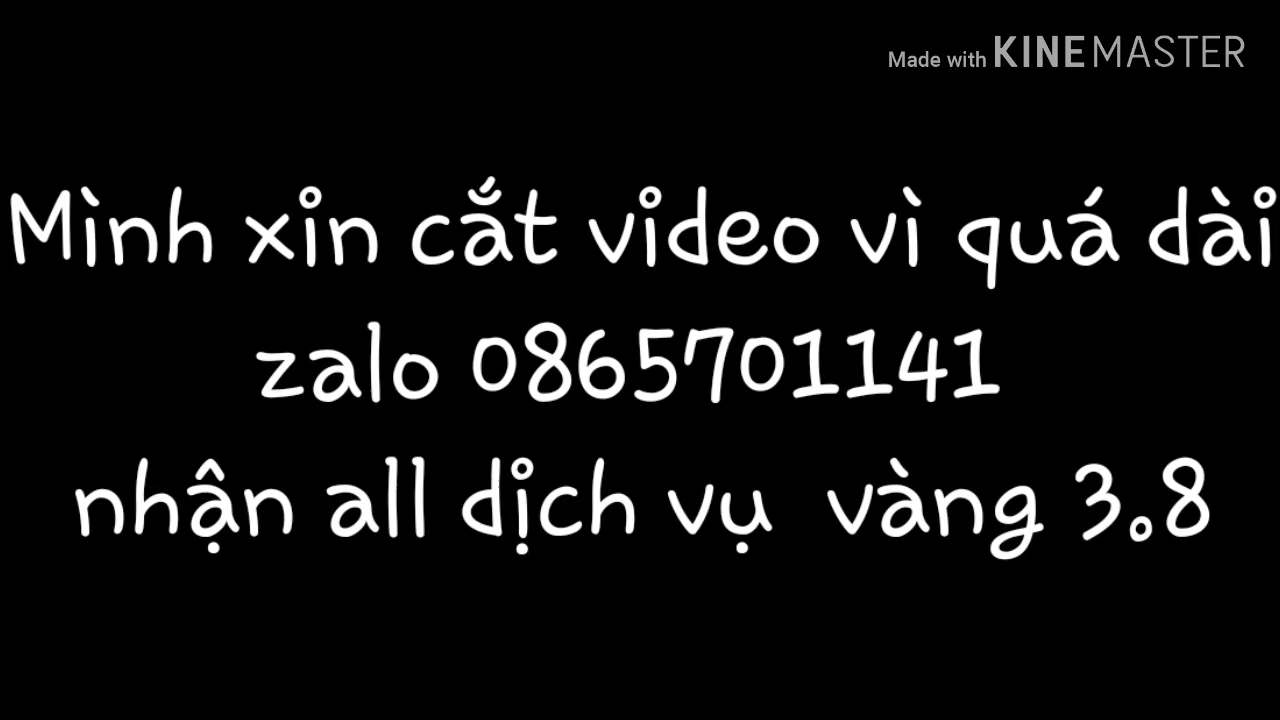 Made with KINEMASTER
Mình xin cắt video vì quá dài
zalo 0865701141
nhận all dịch vụ vàng 3.8